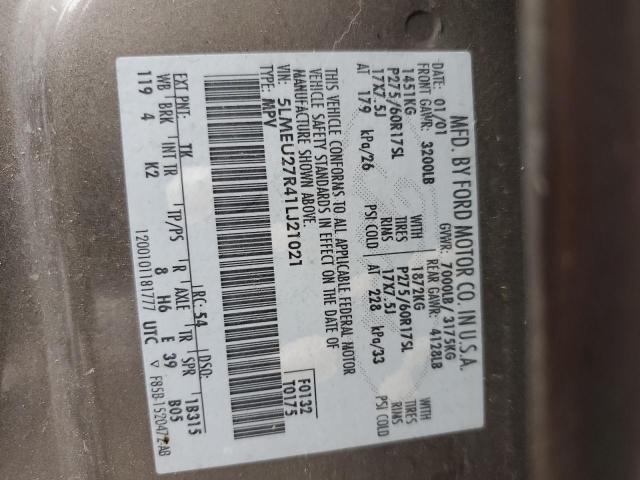 MFD. BY FORD MOTOR CO. IN U.S.A.
DATE: 01/01 GVWR: 7000LB / 3175KG
FRONT GAWR: 3200LB REAR GAWR: 4128LB
1451KG WITH 1872KG WITH
P275/60R17SL TIRES P275/60R17SL TIRES
17X7.5J RIMS 17X7.5J RIMS
AT 179 kPa/26 PSI COLD AT 228 kPa/33 PSI COLD
THIS VEHICLE CONFORMS TO ALL APPLICABLE FEDERAL MOTOR
VEHICLE SAFETY STANDARDS IN EFFECT ON THE DATE OF
MANUFACTURE SHOWN ABOVE.
VIN: 5LMEU27R41LJ21021 F0132
TYPE: MPV T0175
EXT PNT: TK RC: 54 DSO:
WB BRK INT TR TP/PS R AXLE TR SPR 1B315
119 4 K2 8 H6 E 39 B05
1200101181777 UTC ▽ F85B-1520472-AB